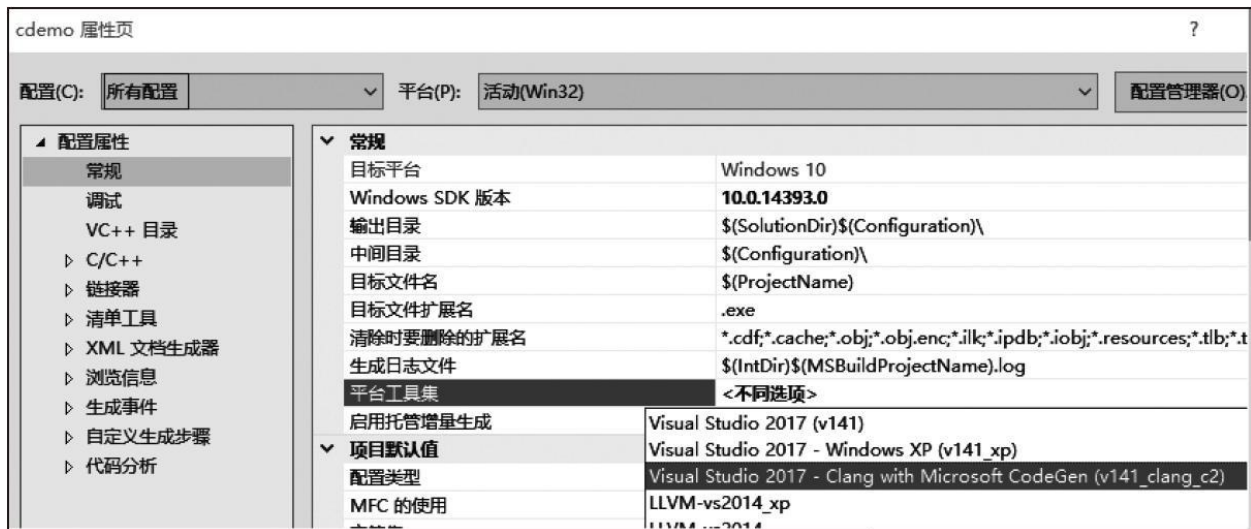 cdemo 属性页 ?
配置(C): 所有配置 平台(P): 活动(Win32) 配置管理器(O)
配置属性
常规
调试
VC++ 目录
C/C++
链接器
清单工具
XML 文档生成器
浏览信息
生成事件
自定义生成步骤
代码分析
常规
目标平台 Windows 10
Windows SDK 版本 10.0.14393.0
输出目录 $(SolutionDir)$(Configuration)\
中间目录 $(Configuration)\
目标文件名 $(ProjectName)
目标文件扩展名 .exe
清除时要删除的扩展名 *.cdf;*.cache;*.obj;*.obj.enc;*.ilk;*.ipdb;*.iobj;*.resources;*.tlb;*.t
生成日志文件 $(IntDir)$(MSBuildProjectName).log
平台工具集 <不同选项>
启用托管增量生成
项目默认值
配置类型
MFC 的使用
Visual Studio 2017 (v141)
Visual Studio 2017 - Windows XP (v141_xp)
Visual Studio 2017 - Clang with Microsoft CodeGen (v141_clang_c2)
LLVM-vs2014_xp